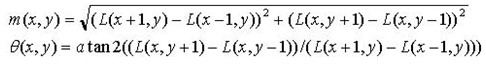 m(x, y) = √(L(x+1, y) − L(x−1, y))² + (L(x, y+1) − L(x, y−1))²
θ(x, y) = a tan 2((L(x, y+1) − L(x, y−1))/(L(x+1, y) − L(x−1, y)))